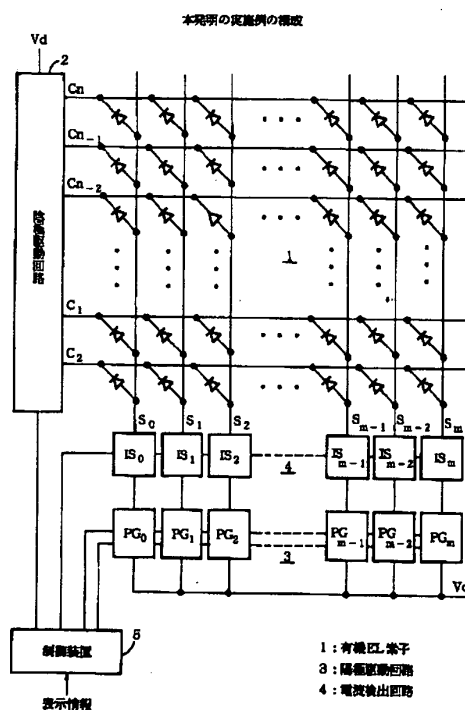 本発明の実施例の構成
Vd
2
Cn
Cn-1
Cn-2
陰極駆動回路
1
C1
C2
S0 S1 S2 Sm-1 Sm-2 Sm
IS0 IS1 IS2 ISm-1 ISm-2 ISm
4
PG0 PG1 PG2 PGm-1 PGm-2 PGm
3
制御装置
5
表示情報
1：有機EL素子
3：陽極駆動回路
4：電流検出回路